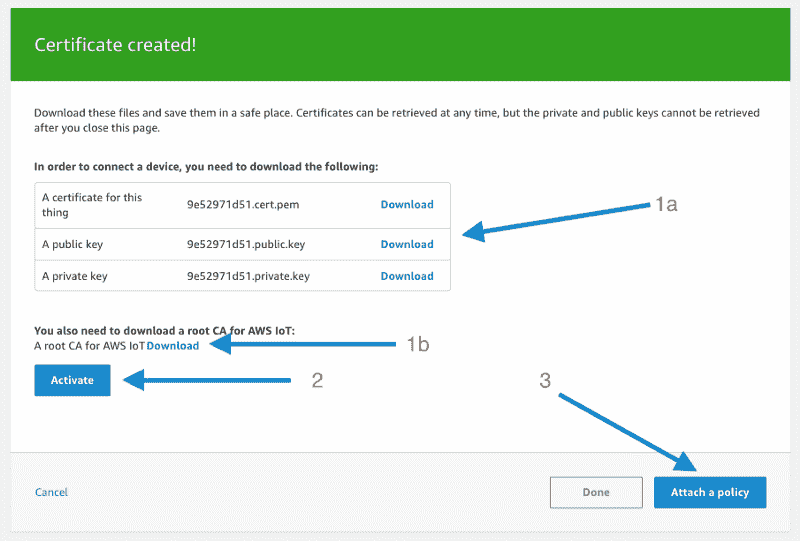 Certificate created!
Download these files and save them in a safe place. Certificates can be retrieved at any time, but the private and public keys cannot be retrieved
after you close this page.
In order to connect a device, you need to download the following:
A certificate for this
thing
9e52971d51.cert.pem
Download
1a
A public key
9e52971d51.public.key
Download
A private key
9e52971d51.private.key
Download
You also need to download a root CA for AWS IoT:
A root CA for AWS IoT Download
1b
Activate
2
3
Cancel
Done
Attach a policy